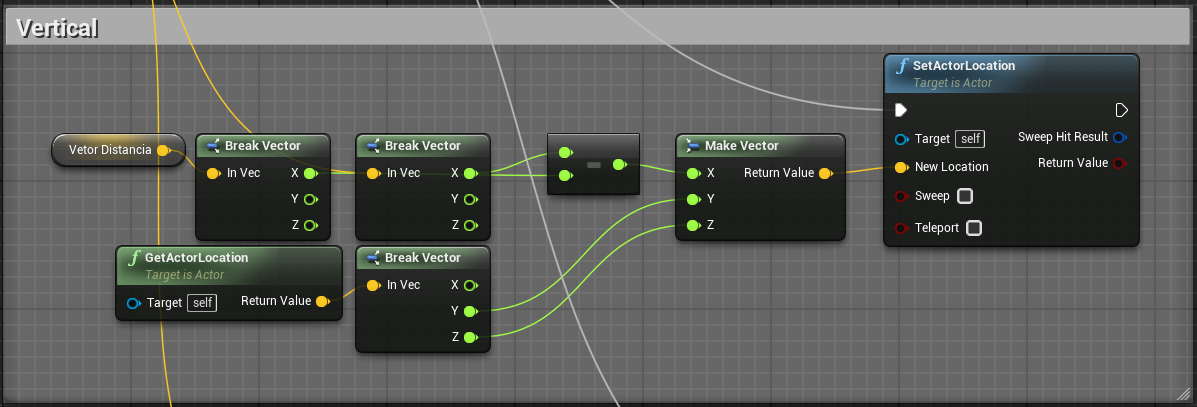 Vertical
SetActorLocation
Target is Actor
Target self
Sweep Hit Result
New Location
Return Value
Sweep
Teleport
Vetor Distancia
Break Vector
In Vec
X
Y
Z
Break Vector
In Vec
X
Y
Z
Make Vector
X
Return Value
Y
Z
GetActorLocation
Target is Actor
Target self
Return Value
Break Vector
In Vec
X
Y
Z